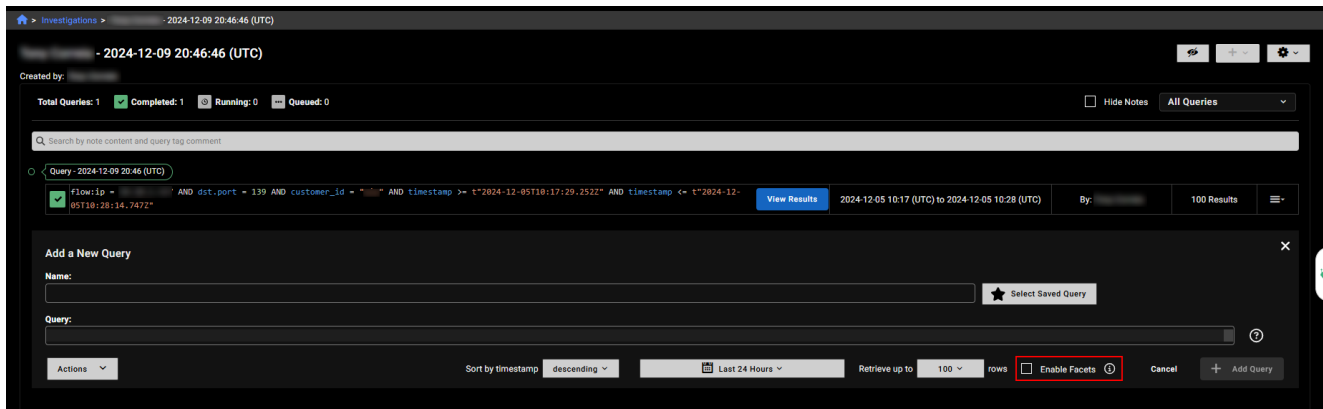 > Investigations > - 2024-12-09 20:46:46 (UTC)
- 2024-12-09 20:46:46 (UTC)
Created by:
Total Queries: 1 Completed: 1 Running: 0 Queued: 0 Hide Notes All Queries
Search by note content and query tag comment
Query - 2024-12-09 20:46 (UTC)
flow:ip = ' AND dst.port = 139 AND customer_id = " " AND timestamp >= t"2024-12-05T10:17:29.252Z" AND timestamp <= t"2024-12-
05T10:28:14.747Z"
View Results 2024-12-05 10:17 (UTC) to 2024-12-05 10:28 (UTC) By: 100 Results
Add a New Query
Name:
Select Saved Query
Query:
Actions Sort by timestamp descending Last 24 Hours Retrieve up to 100 rows Enable Facets Cancel + Add Query